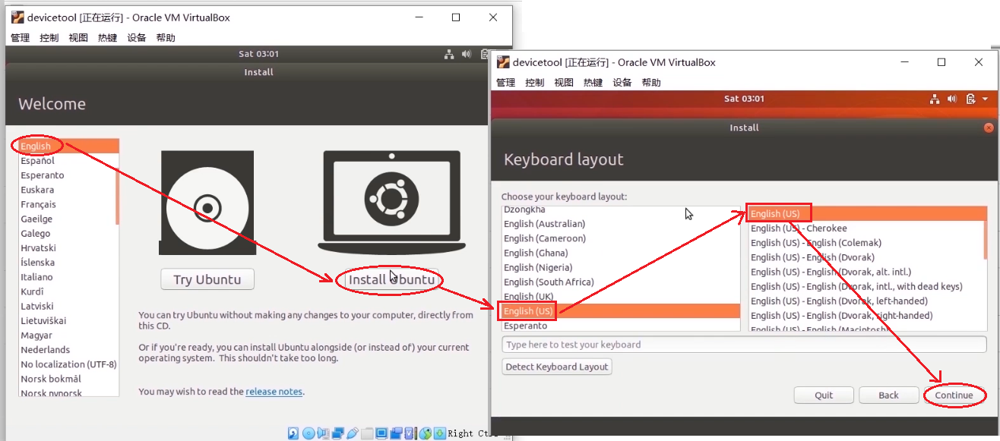 devicetool [正在运行] - Oracle VM VirtualBox
管理 控制 视图 热键 设备 帮助
Sat 03:01
Install
Welcome
English
Español
Esperanto
Euskara
Français
Gaeilge
Galego
Hrvatski
Íslenska
Italiano
Kurdî
Latviski
Lietuviškai
Magyar
Nederlands
No localization (UTF-8)
Norsk bokmål
Norsk nynorsk
Try Ubuntu
Install Ubuntu
You can try Ubuntu without making any changes to your computer, directly from
this CD.
Or if you're ready, you can install Ubuntu alongside (or instead of) your current
operating system. This shouldn't take too long.
You may wish to read the release notes.
Right
devicetool [正在运行] - Oracle VM VirtualBox
管理 控制 视图 热键 设备 帮助
Sat 03:01
Install
Keyboard layout
Choose your keyboard layout:
Dzongkha
English (Australian)
English (Cameroon)
English (Ghana)
English (Nigeria)
English (South Africa)
English (UK)
English (US)
Esperanto
English (US)
English (US) - Cherokee
English (US) - English (Colemak)
English (US) - English (Dvorak)
English (US) - English (Dvorak, alt. intl.)
English (US) - English (Dvorak, intl., with dead keys)
English (US) - English (Dvorak, left-handed)
English (US) - English (Dvorak, right-handed)
English (US) - English (Macintosh)
Type here to test your keyboard
Detect Keyboard Layout
Quit
Back
Continue